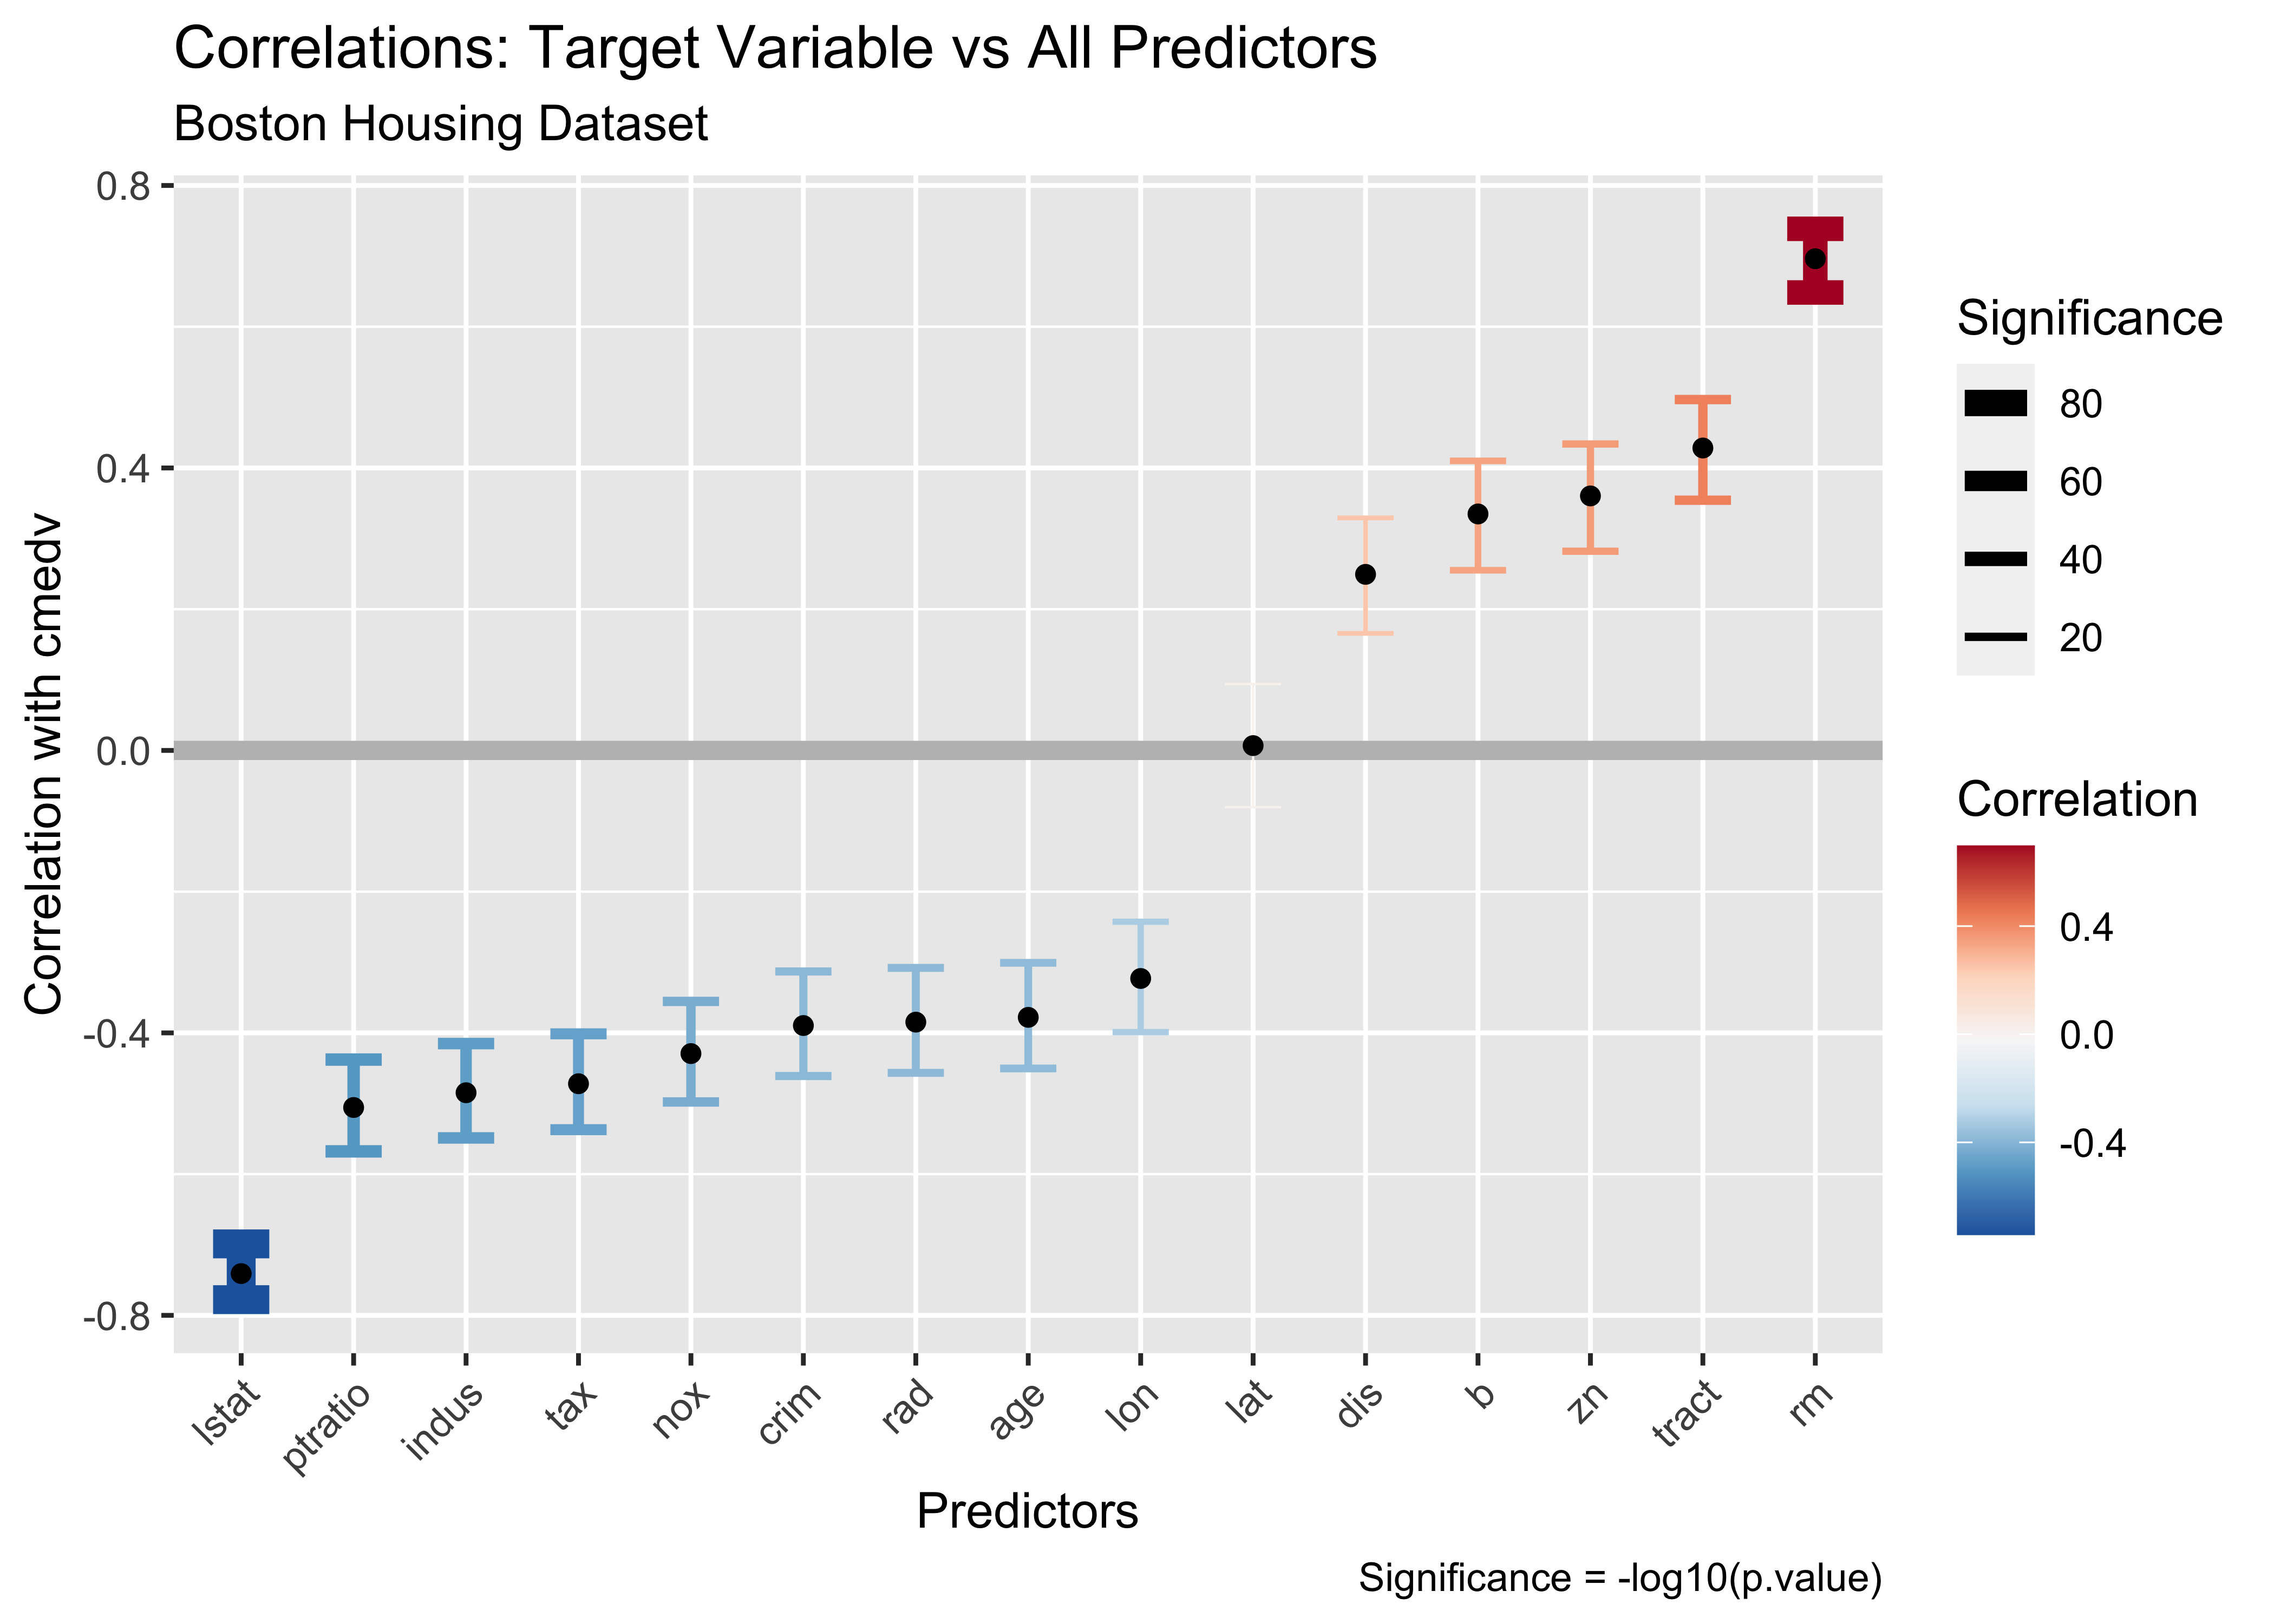 Correlations: Target Variable vs All Predictors
Boston Housing Dataset
Correlation with cmedv
0.8
0.4
0.0
-0.4
-0.8
lstat
ptratio
indus
tax
nox
crim
rad
age
lon
lat
dis
b
zn
tract
rm
Predictors
Significance
80
60
40
20
Correlation
0.4
0.0
-0.4
Significance = -log10(p.value)